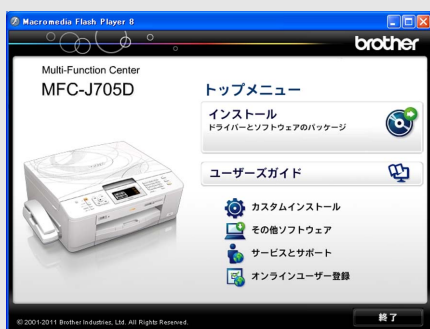 Macromedia Flash Player 8
brother
Multi-Function Center
MFC-J705D
トップメニュー
インストール
ドライバーとソフトウェアのパッケージ
ユーザーズガイド
カスタムインストール
その他ソフトウェア
サービスとサポート
オンラインユーザー登録
© 2001-2011 Brother Industries, Ltd. All Rights Reserved.
終了